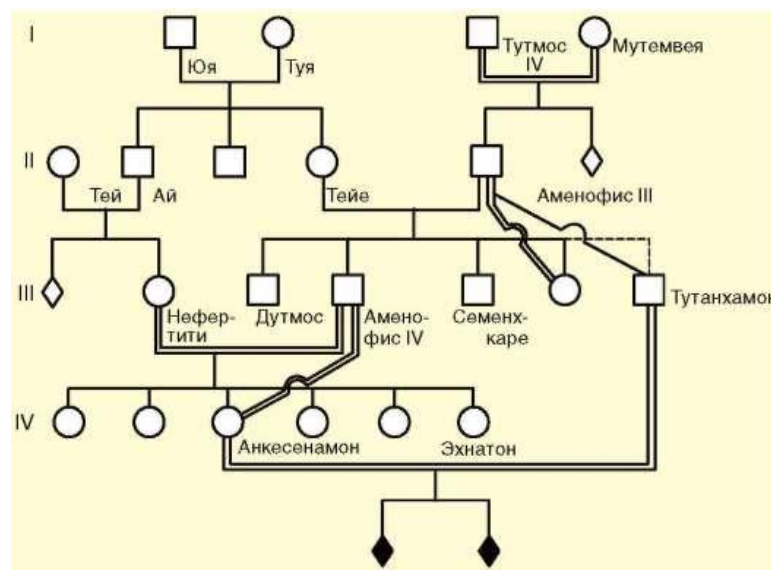 I
Юя
Туя
Тутмос
IV
Мутемвея
II
Тей
Ай
Тейе
Аменофис III
III
Нефер-
тити
Дутмос
Амено-
фис IV
Семенх-
каре
Тутанхамон
IV
Анкесенамон
Эхнатон